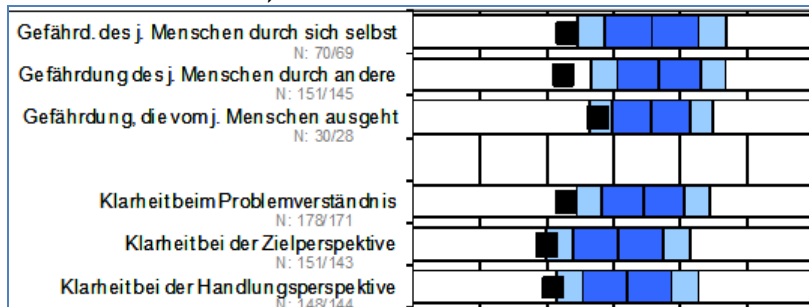 Gefährd. des j. Menschen durch sich selbst
N: 70/69
Gefährdung des j. Menschen durch andere
N: 151/145
Gefährdung, die vom j. Menschen ausgeht
N: 30/28
Klarheit beim Problemverständnis
N: 178/171
Klarheit bei der Zielperspektive
N: 151/143
Klarheit bei der Handlungsperspektive
N: 148/144